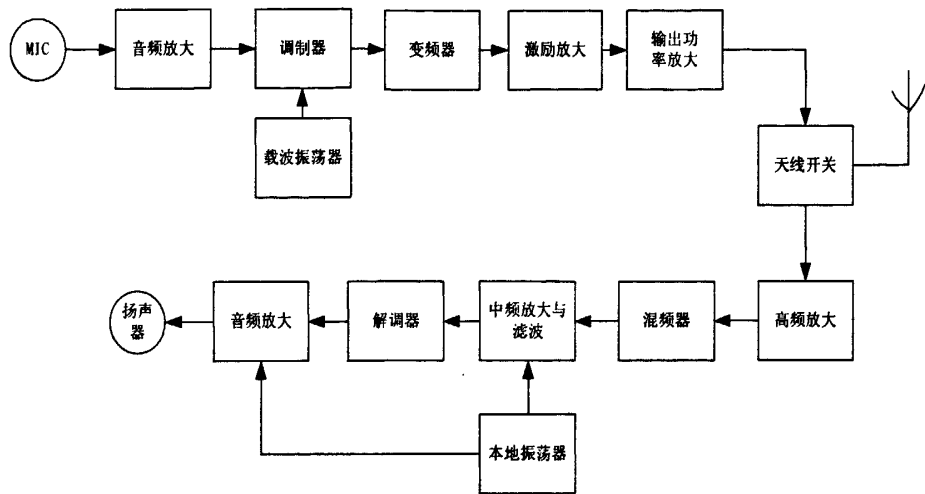 MIC
音频放大
调制器
变频器
激励放大
输出功
率放大
载波振荡器
天线开关
扬声
器
音频放大
解调器
中频放大与
滤波
混频器
高频放大
本地振荡器